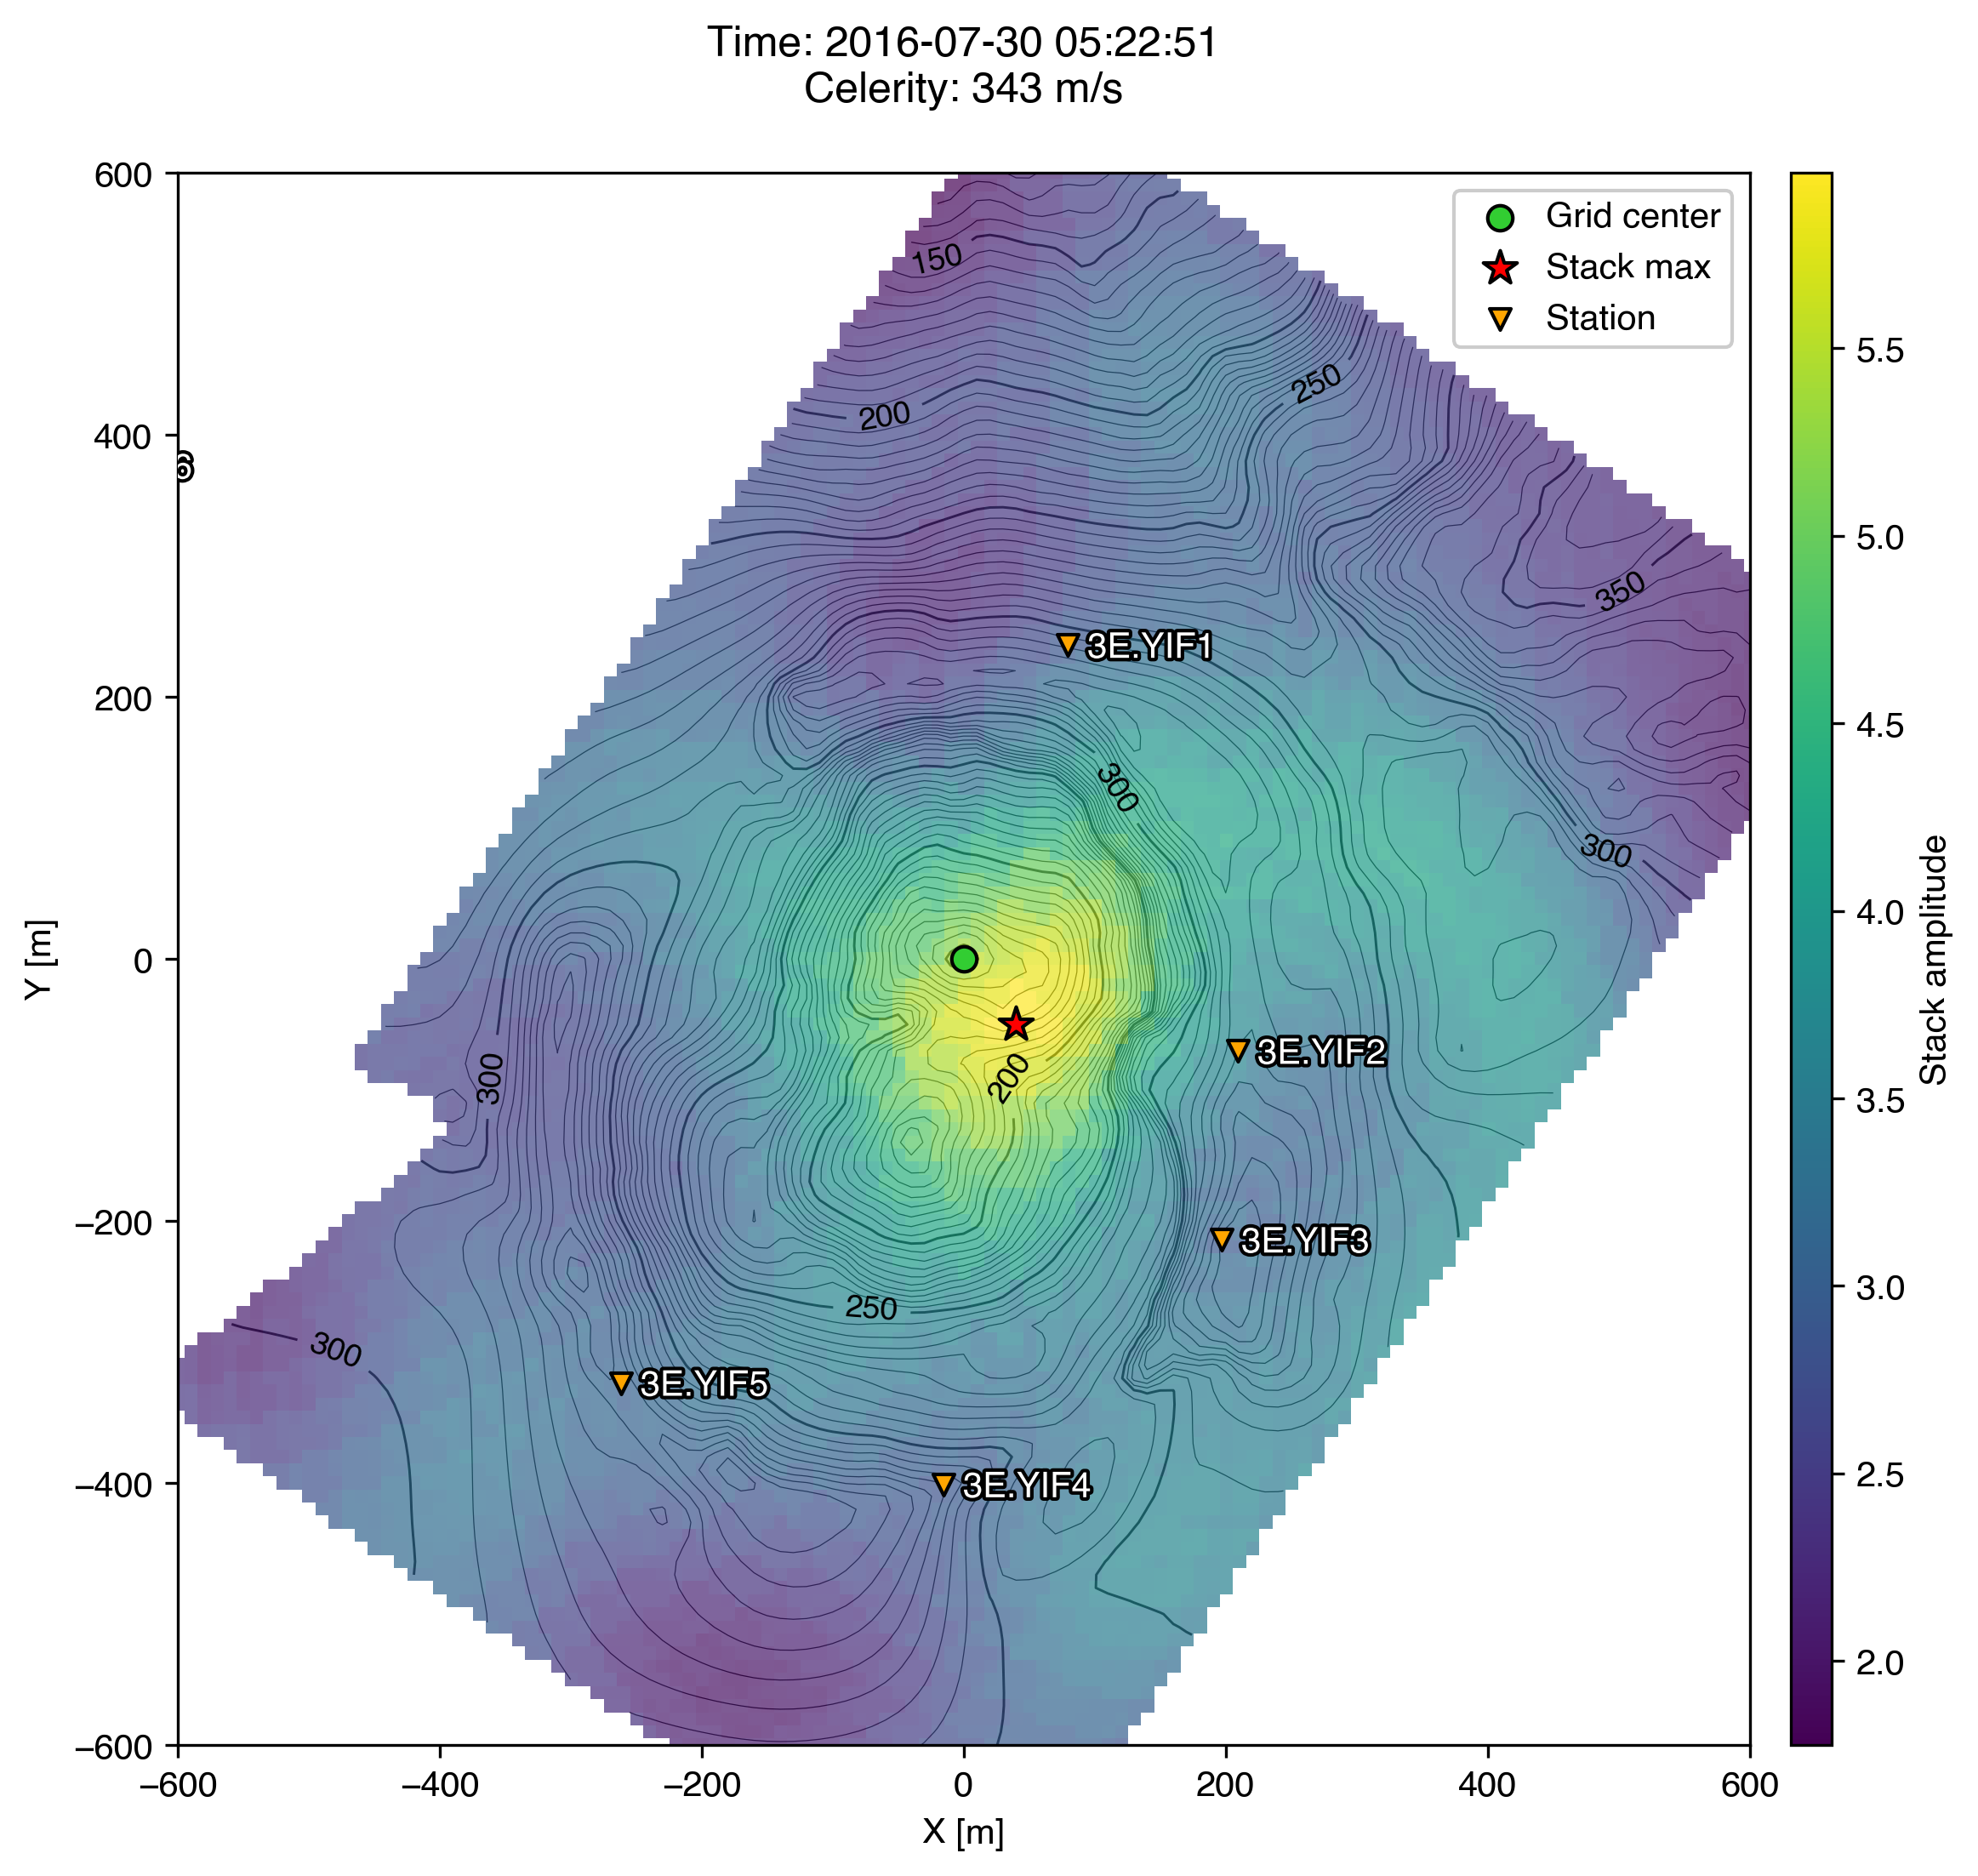 Time: 2016-07-30 05:22:51
Celerity: 343 m/s
600
400
200
0
−200
−400
−600
Y [m]
−600
−400
−200
0
200
400
600
X [m]
Grid center
Stack max
Station
150
200
250
350
3E.YIF1
300
300
3E.YIF2
300
200
3E.YIF3
250
300
3E.YIF5
3E.YIF4
5.5
5.0
4.5
4.0
3.5
3.0
2.5
2.0
Stack amplitude